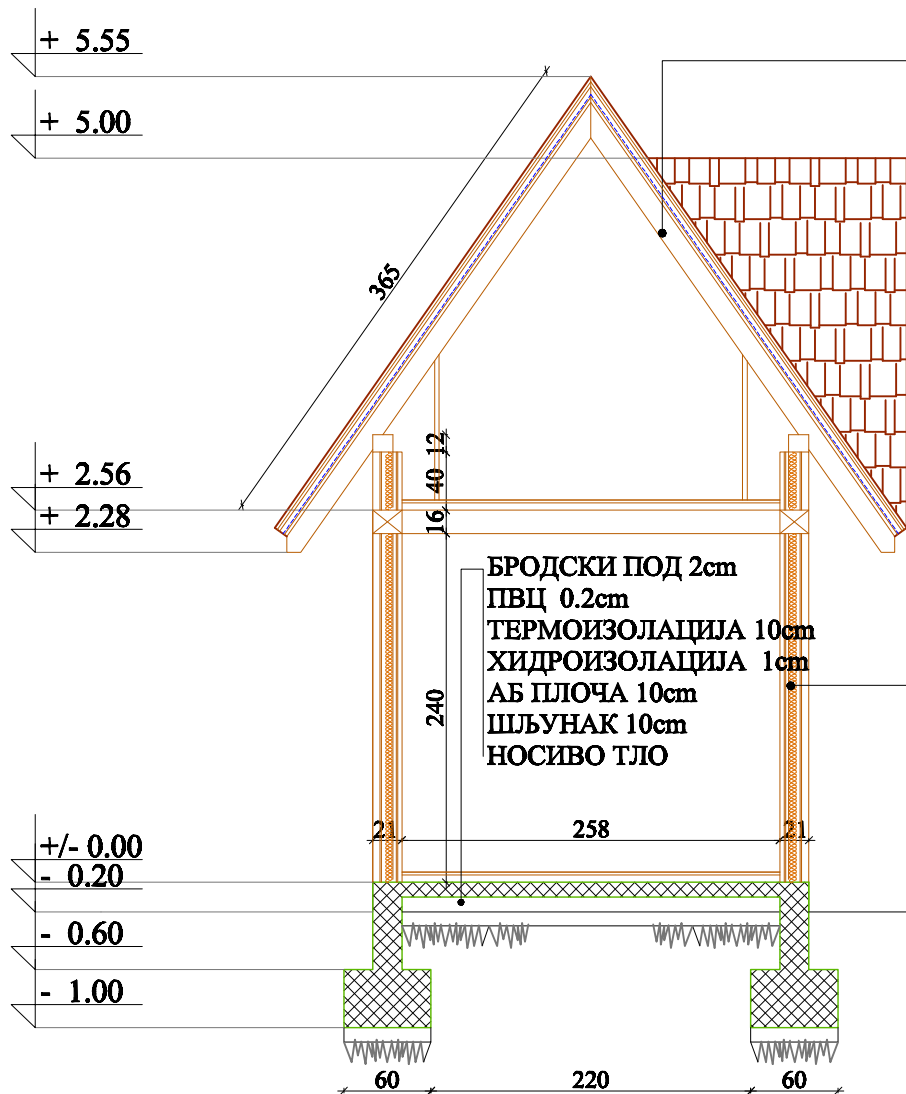 + 5.55
+ 5.00
365
12
40
+ 2.56
+ 2.28
16
БРОДСКИ ПОД 2cm
ПВЦ 0.2cm
ТЕРМОИЗОЛАЦИЈА 10cm
ХИДРОИЗОЛАЦИЈА 1cm
АБ ПЛОЧА 10cm
ШЉУНАК 10cm
НОСИВО ТЛО
240
21 258 21
+/- 0.00
- 0.20
- 0.60
- 1.00
60 220 60